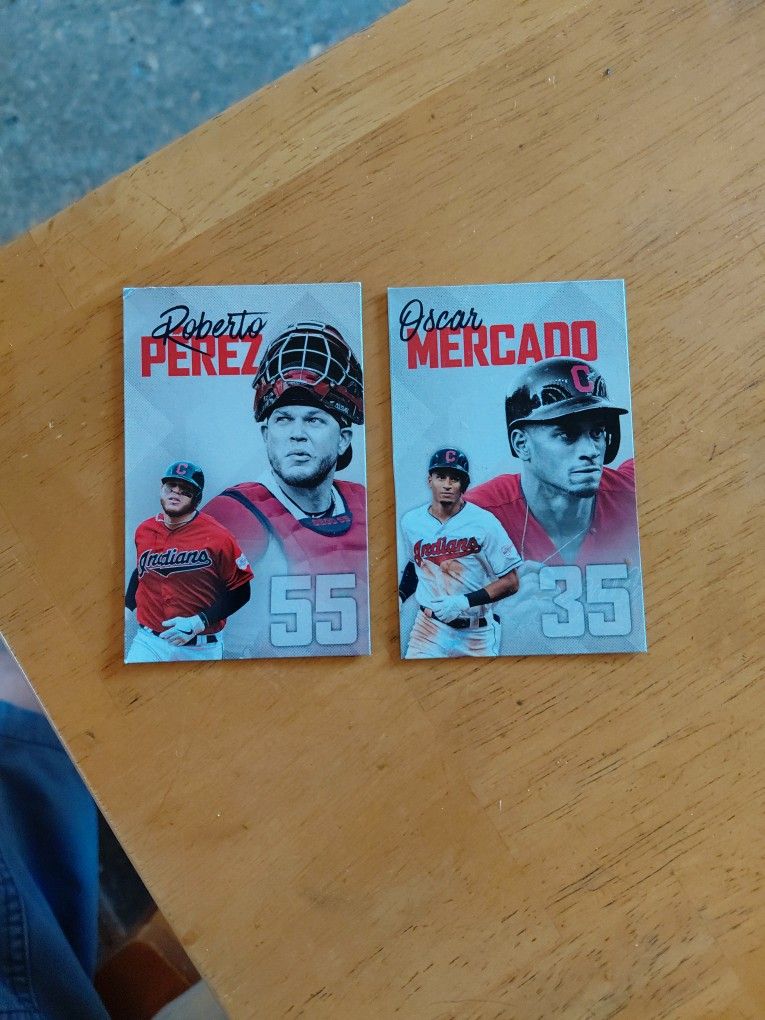 Roberto
PEREZ
C
Indians
55
Oscar
MERCADO
C
C
Indians
35